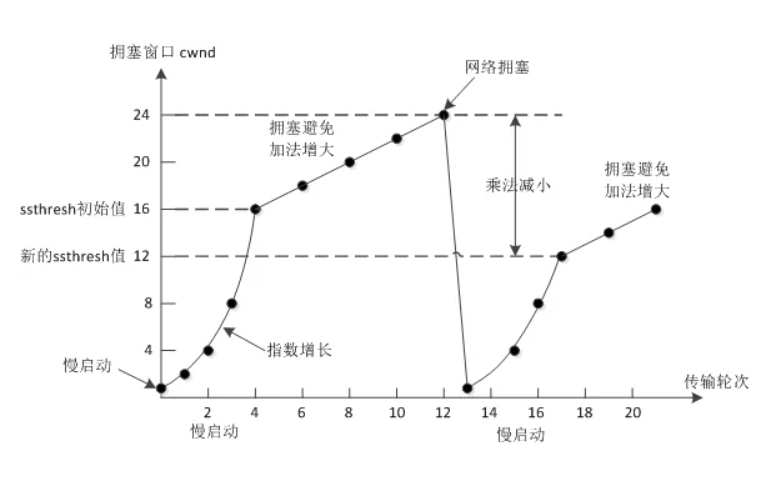 拥塞窗口 cwnd
网络拥塞
24
拥塞避免
加法增大
20
拥塞避免
加法增大
乘法减小
ssthresh初始值 16
新的ssthresh值 12
8
指数增长
4
慢启动
传输轮次
2 4 6 8 10 12 14 16 18 20
慢启动
慢启动